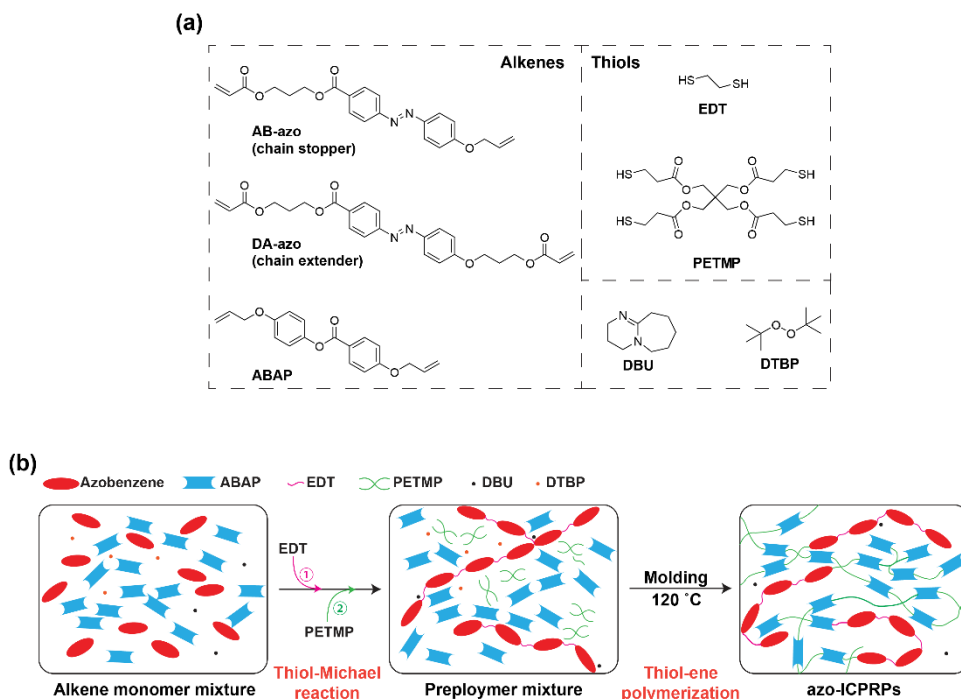 (a)
Alkenes
Thiols
O
O
O
O
N
N
O
AB-azo
(chain stopper)
O
O
O
O
N
N
O
O
O
DA-azo
(chain extender)
O
O
O
O
ABAP
HS
SH
EDT
HS
O
O
SH
O
O
HS
O
O
SH
O
O
PETMP
N
N
DBU
O
O
DTBP
(b)
Azobenzene
ABAP
EDT
PETMP
DBU
DTBP
EDT
①
②
PETMP
Molding
120 ˚C
Alkene monomer mixture
Thiol-Michael
reaction
Preploymer mixture
Thiol-ene
polymerization
azo-ICPRPs